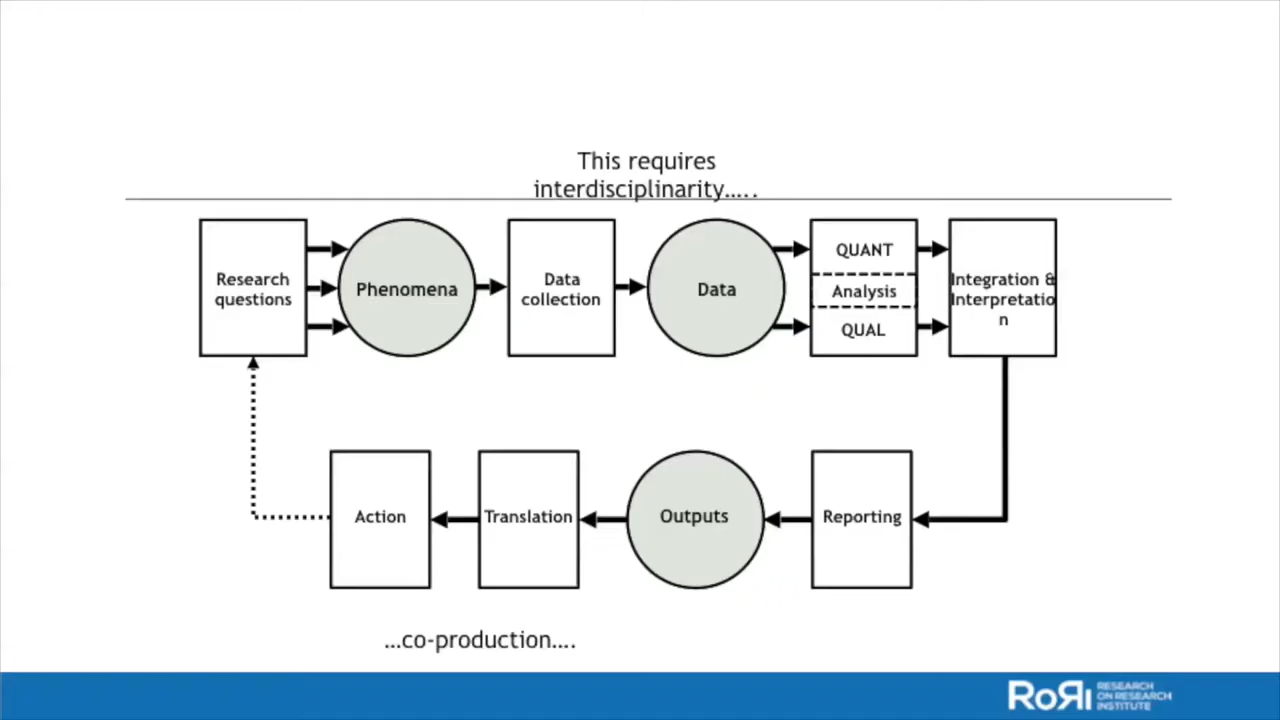 This requires
interdisciplinarity.....
Research
questions
Phenomena
Data
collection
Data
QUANT
Analysis
QUAL
Integration &
Interpretatio
n
Action
Translation
Outputs
Reporting
...co-production....
RoRI
RESEARCH
ON RESEARCH
INSTITUTE